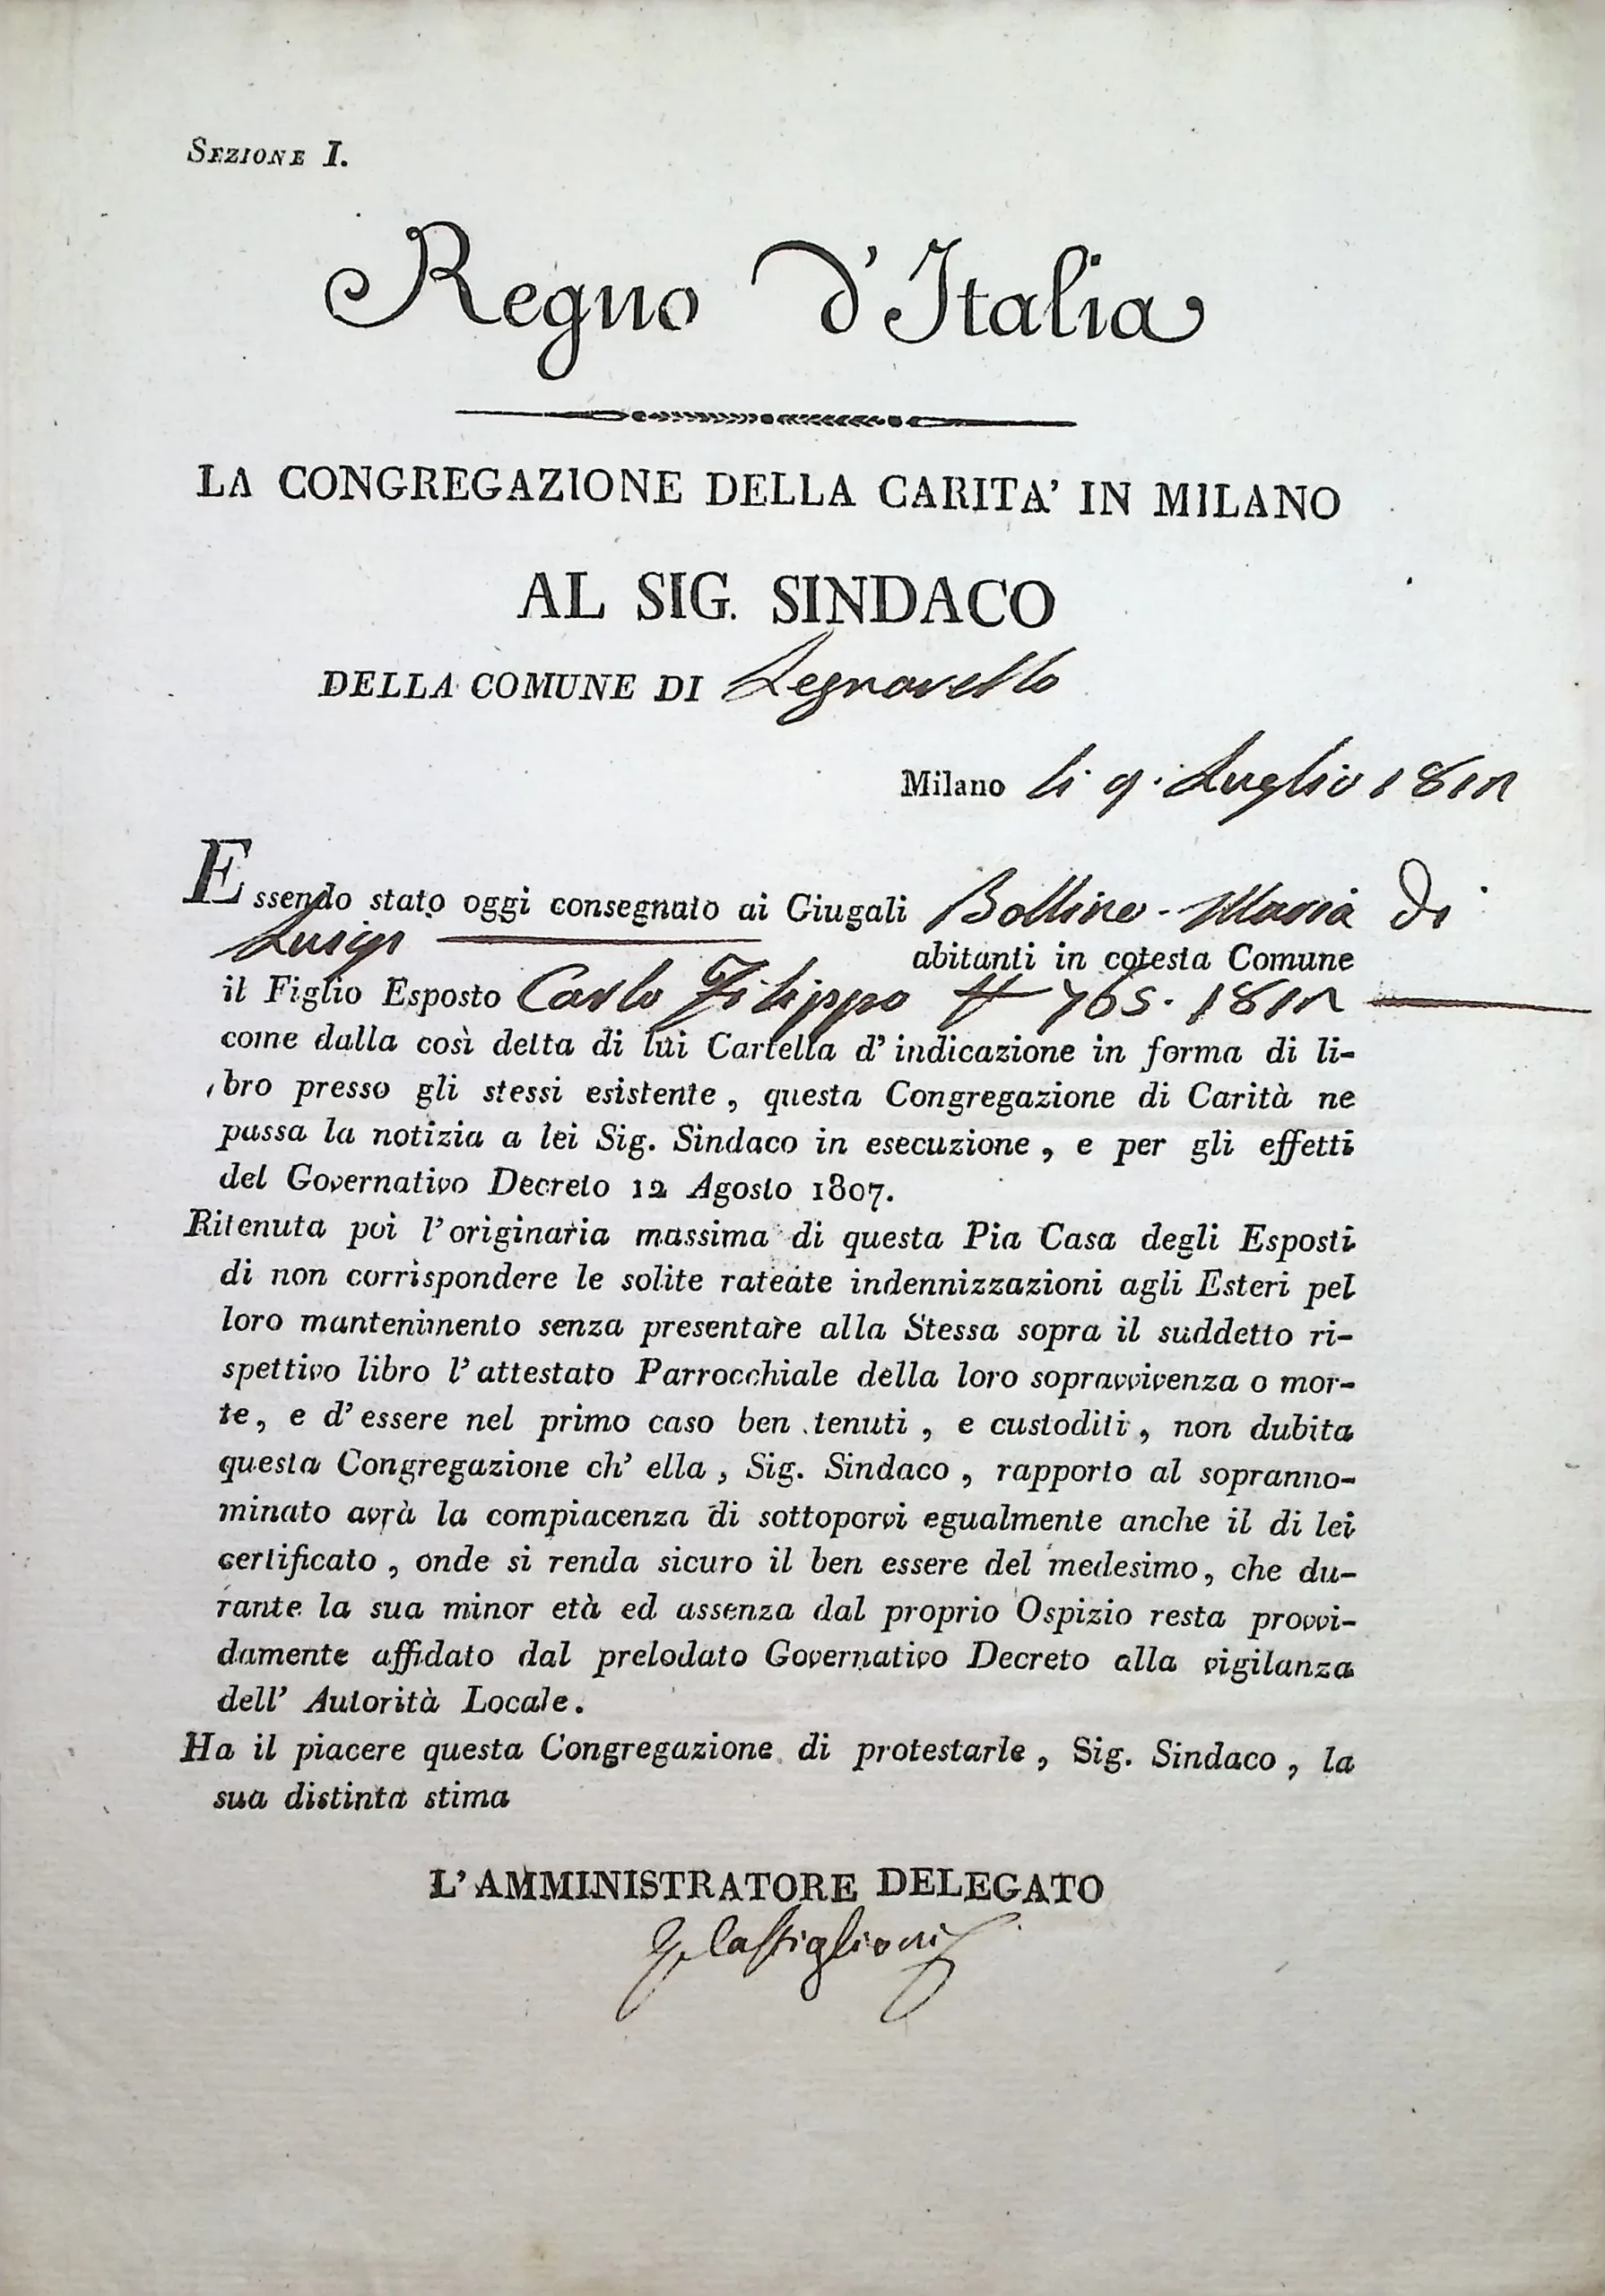 SEZIONE I.
Regno d'Italia
LA CONGREGAZIONE DELLA CARITA' IN MILANO
AL SIG. SINDACO
DELLA COMUNE DI Legnarello
Milano li 9. Luglio 1812
Essendo stato oggi consegnato ai Giugali Bollino - Maria di
Luigi abitanti in cotesta Comune
il Figlio Esposto Carlo Filippo # 765. 1812
come dalla così detta di lui Cartella d' indicazione in forma di li-
bro presso gli stessi esistente, questa Congregazione di Carità ne
passa la notizia a lei Sig. Sindaco in esecuzione, e per gli effetti
del Governativo Decreto 12 Agosto 1807.
Ritenuta poi l' originaria massima di questa Pia Casa degli Esposti
di non corrispondere le solite rateate indennizzazioni agli Esteri pel
loro mantenimento senza presentare alla Stessa sopra il suddetto ri-
spettivo libro l' attestato Parrocchiale della loro sopravvivenza o mor-
te, e d' essere nel primo caso ben tenuti, e custoditi, non dubita
questa Congregazione ch' ella, Sig. Sindaco, rapporto al sopranno-
minato avrà la compiacenza di sottoporvi egualmente anche il di lei
certificato, onde si renda sicuro il ben essere del medesimo, che du-
rante la sua minor età ed assenza dal proprio Ospizio resta provvi-
damente affidato dal prelodato Governativo Decreto alla vigilanza
dell' Autorità Locale.
Ha il piacere questa Congregazione di protestarle, Sig. Sindaco, la
sua distinta stima
L' AMMINISTRATORE DELEGATO
Castiglioni